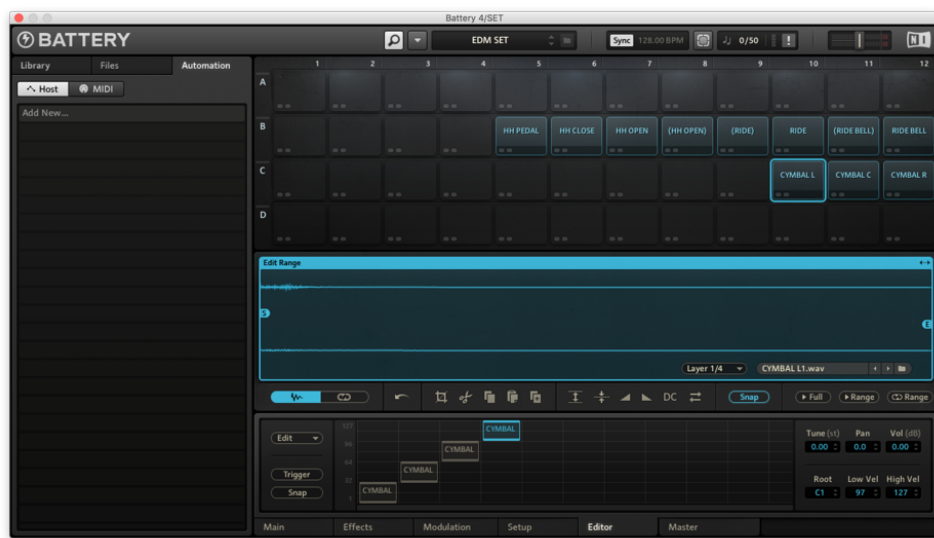 Battery 4/SET
BATTERY
EDM SET
Sync 128.00 BPM
0/50
!
NI
Library Files Automation
Host MIDI
Add New...
1 2 3 4 5 6 7 8 9 10 11 12
A
B
HH PEDAL HH CLOSE HH OPEN (HH OPEN) (RIDE) RIDE (RIDE BELL) RIDE BELL
C
CYMBAL L CYMBAL C CYMBAL R
D
Edit Range
S
E
Layer 1/4 CYMBAL L1.wav
DC Snap Full Range Range
Edit
Trigger
Snap
127
96
64
32
1
CYMBAL
CYMBAL
CYMBAL
CYMBAL
Tune (st) Pan Vol (dB)
0.00 0.0 0.00
Root Low Vel High Vel
C1 97 127
Main Effects Modulation Setup Editor Master